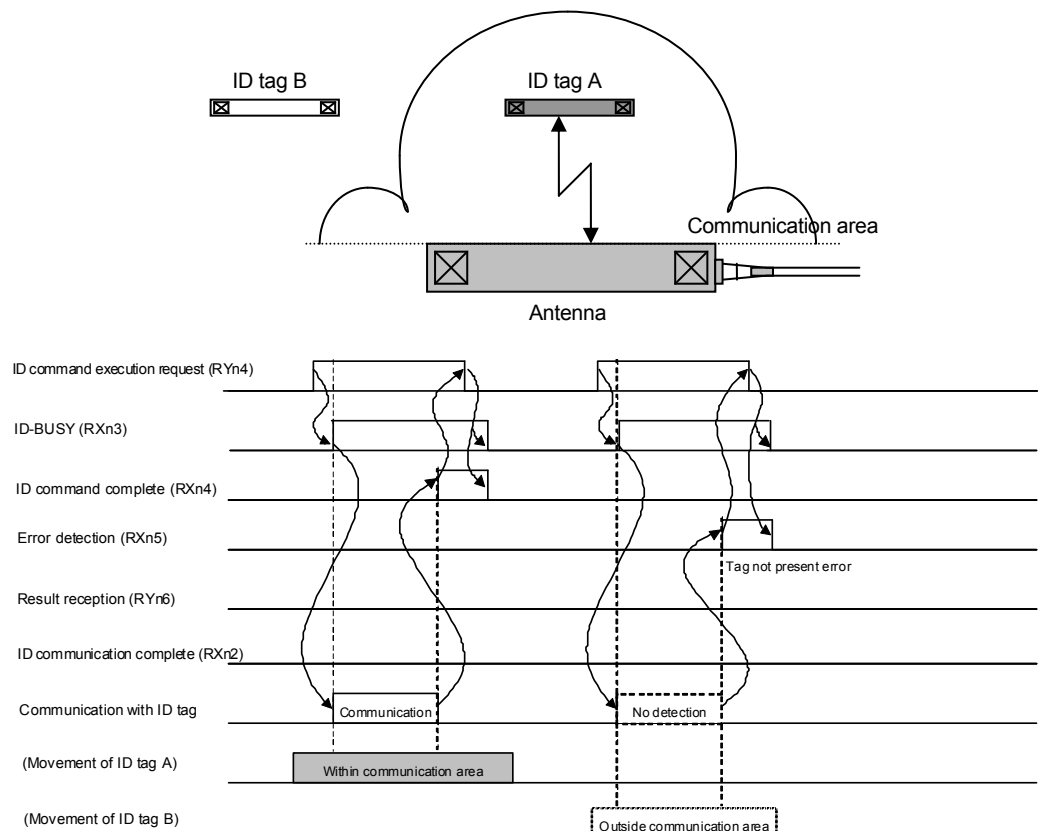 ID tag B
ID tag A
Communication area
Antenna
ID command execution request (RYn4)
ID-BUSY (RXn3)
ID command complete (RXn4)
Error detection (RXn5)
Tag not present error
Result reception (RYn6)
ID communication complete (RXn2)
Communication with ID tag
Communication
No detection
(Movement of ID tag A)
Within communication area
(Movement of ID tag B)
Outside communication area